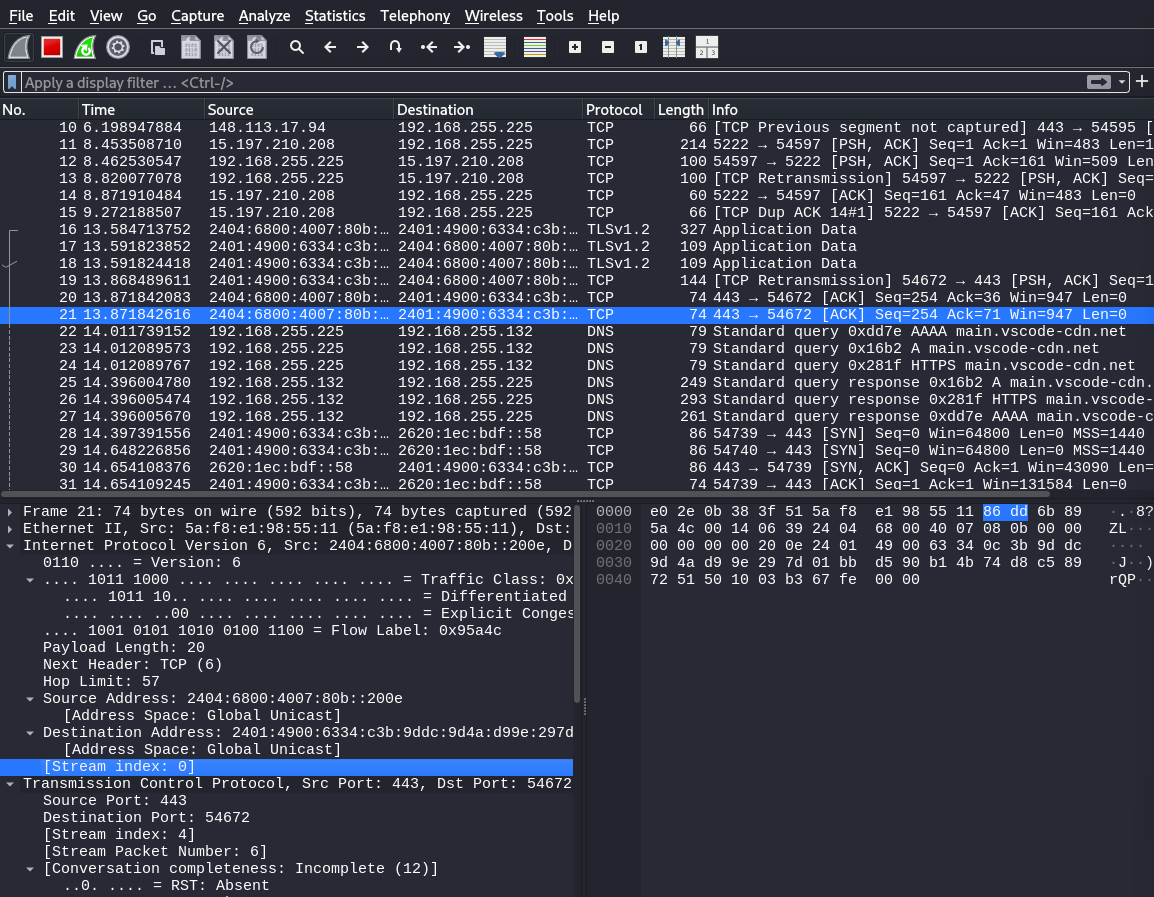 File Edit View Go Capture Analyze Statistics Telephony Wireless Tools Help
Apply a display filter … <Ctrl-/>
No. Time Source Destination Protocol Length Info
10 6.198947884 148.113.17.94 192.168.255.225 TCP 66 [TCP Previous segment not captured] 443 → 54595 [
11 8.453508710 15.197.210.208 192.168.255.225 TCP 214 5222 → 54597 [PSH, ACK] Seq=1 Ack=1 Win=483 Len=1
12 8.462530547 192.168.255.225 15.197.210.208 TCP 100 54597 → 5222 [PSH, ACK] Seq=1 Ack=161 Win=509 Len
13 8.820077078 192.168.255.225 15.197.210.208 TCP 100 [TCP Retransmission] 54597 → 5222 [PSH, ACK] Seq=
14 8.871910484 15.197.210.208 192.168.255.225 TCP 60 5222 → 54597 [ACK] Seq=161 Ack=47 Win=483 Len=0
15 9.272188507 15.197.210.208 192.168.255.225 TCP 66 [TCP Dup ACK 14#1] 5222 → 54597 [ACK] Seq=161 Ack
16 13.584713752 2404:6800:4007:80b:… 2401:4900:6334:c3b:… TLSv1.2 327 Application Data
17 13.591823852 2401:4900:6334:c3b:… 2404:6800:4007:80b:… TLSv1.2 109 Application Data
18 13.591824418 2401:4900:6334:c3b:… 2404:6800:4007:80b:… TLSv1.2 109 Application Data
19 13.868489611 2401:4900:6334:c3b:… 2404:6800:4007:80b:… TCP 144 [TCP Retransmission] 54672 → 443 [PSH, ACK] Seq=1
20 13.871842083 2404:6800:4007:80b:… 2401:4900:6334:c3b:… TCP 74 443 → 54672 [ACK] Seq=254 Ack=36 Win=947 Len=0
21 13.871842616 2404:6800:4007:80b:… 2401:4900:6334:c3b:… TCP 74 443 → 54672 [ACK] Seq=254 Ack=71 Win=947 Len=0
22 14.011739152 192.168.255.225 192.168.255.132 DNS 79 Standard query 0xdd7e AAAA main.vscode-cdn.net
23 14.012089573 192.168.255.225 192.168.255.132 DNS 79 Standard query 0x16b2 A main.vscode-cdn.net
24 14.012089767 192.168.255.225 192.168.255.132 DNS 79 Standard query 0x281f HTTPS main.vscode-cdn.net
25 14.396004780 192.168.255.132 192.168.255.225 DNS 249 Standard query response 0x16b2 A main.vscode-cdn.
26 14.396005474 192.168.255.132 192.168.255.225 DNS 293 Standard query response 0x281f HTTPS main.vscode-
27 14.396005670 192.168.255.132 192.168.255.225 DNS 261 Standard query response 0xdd7e AAAA main.vscode-c
28 14.397391556 2401:4900:6334:c3b:… 2620:1ec:bdf::58 TCP 86 54739 → 443 [SYN] Seq=0 Win=64800 Len=0 MSS=1440
29 14.648226856 2401:4900:6334:c3b:… 2620:1ec:bdf::58 TCP 86 54740 → 443 [SYN] Seq=0 Win=64800 Len=0 MSS=1440
30 14.654108376 2620:1ec:bdf::58 2401:4900:6334:c3b:… TCP 86 443 → 54739 [SYN, ACK] Seq=0 Ack=1 Win=43090 Len=
31 14.654109245 2401:4900:6334:c3b:… 2620:1ec:bdf::58 TCP 74 54739 → 443 [ACK] Seq=1 Ack=1 Win=131584 Len=0
Frame 21: 74 bytes on wire (592 bits), 74 bytes captured (592
Ethernet II, Src: 5a:f8:e1:98:55:11 (5a:f8:e1:98:55:11), Dst:
Internet Protocol Version 6, Src: 2404:6800:4007:80b::200e, D
0110 .... = Version: 6
.... 1011 1000 .... .... .... .... .... = Traffic Class: 0x
.... 1011 10.. .... .... .... .... .... = Differentiated
.... .... ..00 .... .... .... .... .... = Explicit Conges
.... 1001 0101 1010 0100 1100 = Flow Label: 0x95a4c
Payload Length: 20
Next Header: TCP (6)
Hop Limit: 57
Source Address: 2404:6800:4007:80b::200e
[Address Space: Global Unicast]
Destination Address: 2401:4900:6334:c3b:9ddc:9d4a:d99e:297d
[Address Space: Global Unicast]
[Stream index: 0]
Transmission Control Protocol, Src Port: 443, Dst Port: 54672
Source Port: 443
Destination Port: 54672
[Stream index: 4]
[Stream Packet Number: 6]
[Conversation completeness: Incomplete (12)]
..0. .... = RST: Absent
0000 e0 2e 0b 38 3f 51 5a f8 e1 98 55 11 86 dd 6b 89 ·.·8?
0010 5a 4c 00 14 06 39 24 04 68 00 40 07 08 0b 00 00 ZL···
0020 00 00 00 00 20 0e 24 01 49 00 63 34 0c 3b 9d dc ····
0030 9d 4a d9 9e 29 7d 01 bb d5 90 b1 4b 74 d8 c5 89 ·J··)
0040 72 51 50 10 03 b3 67 fe 00 00 rQP··